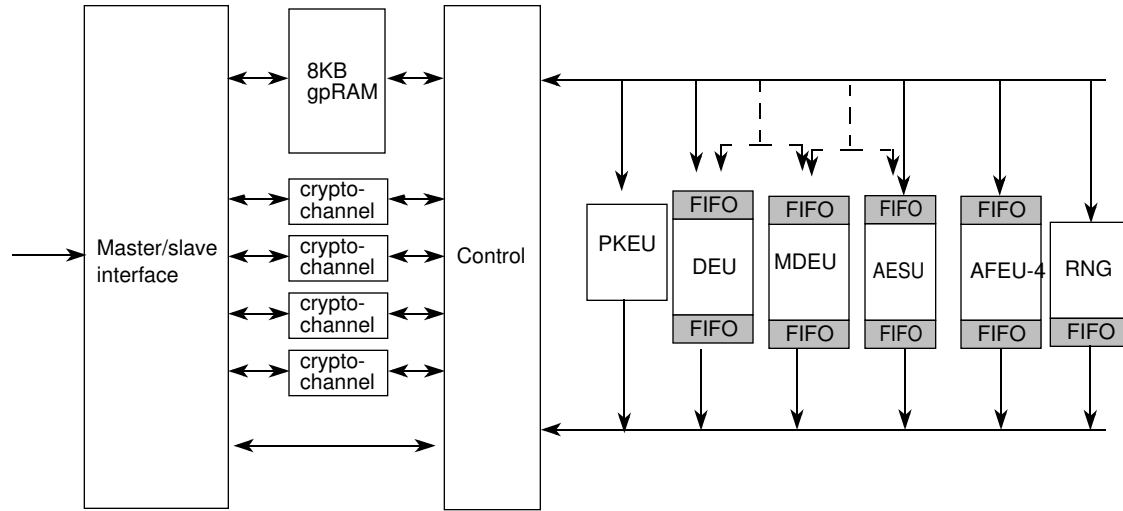 8KB
gpRAM
crypto-
channel
crypto-
channel
crypto-
channel
crypto-
channel
Master/slave
interface
Control
PKEU
FIFO
DEU
FIFO
FIFO
MDEU
FIFO
FIFO
AESU
FIFO
FIFO
AFEU-4
FIFO
RNG
FIFO